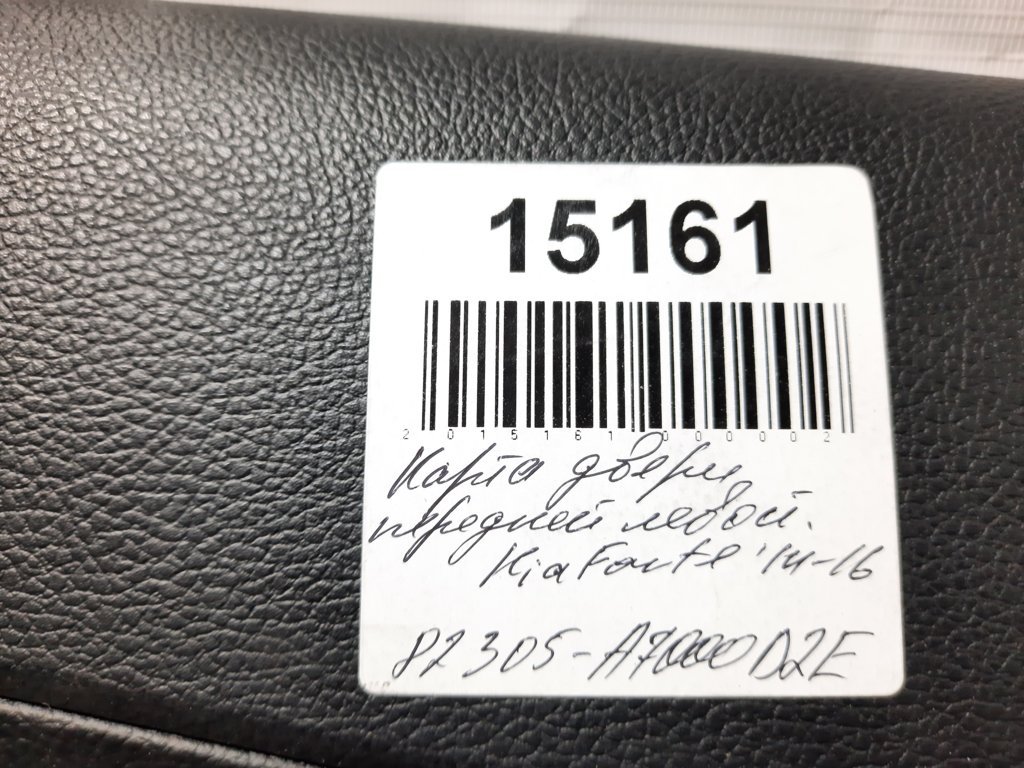 15161
2015161000002
Карта двери
передней левой.
Kia Forte '14-16
82305-A7000D2E